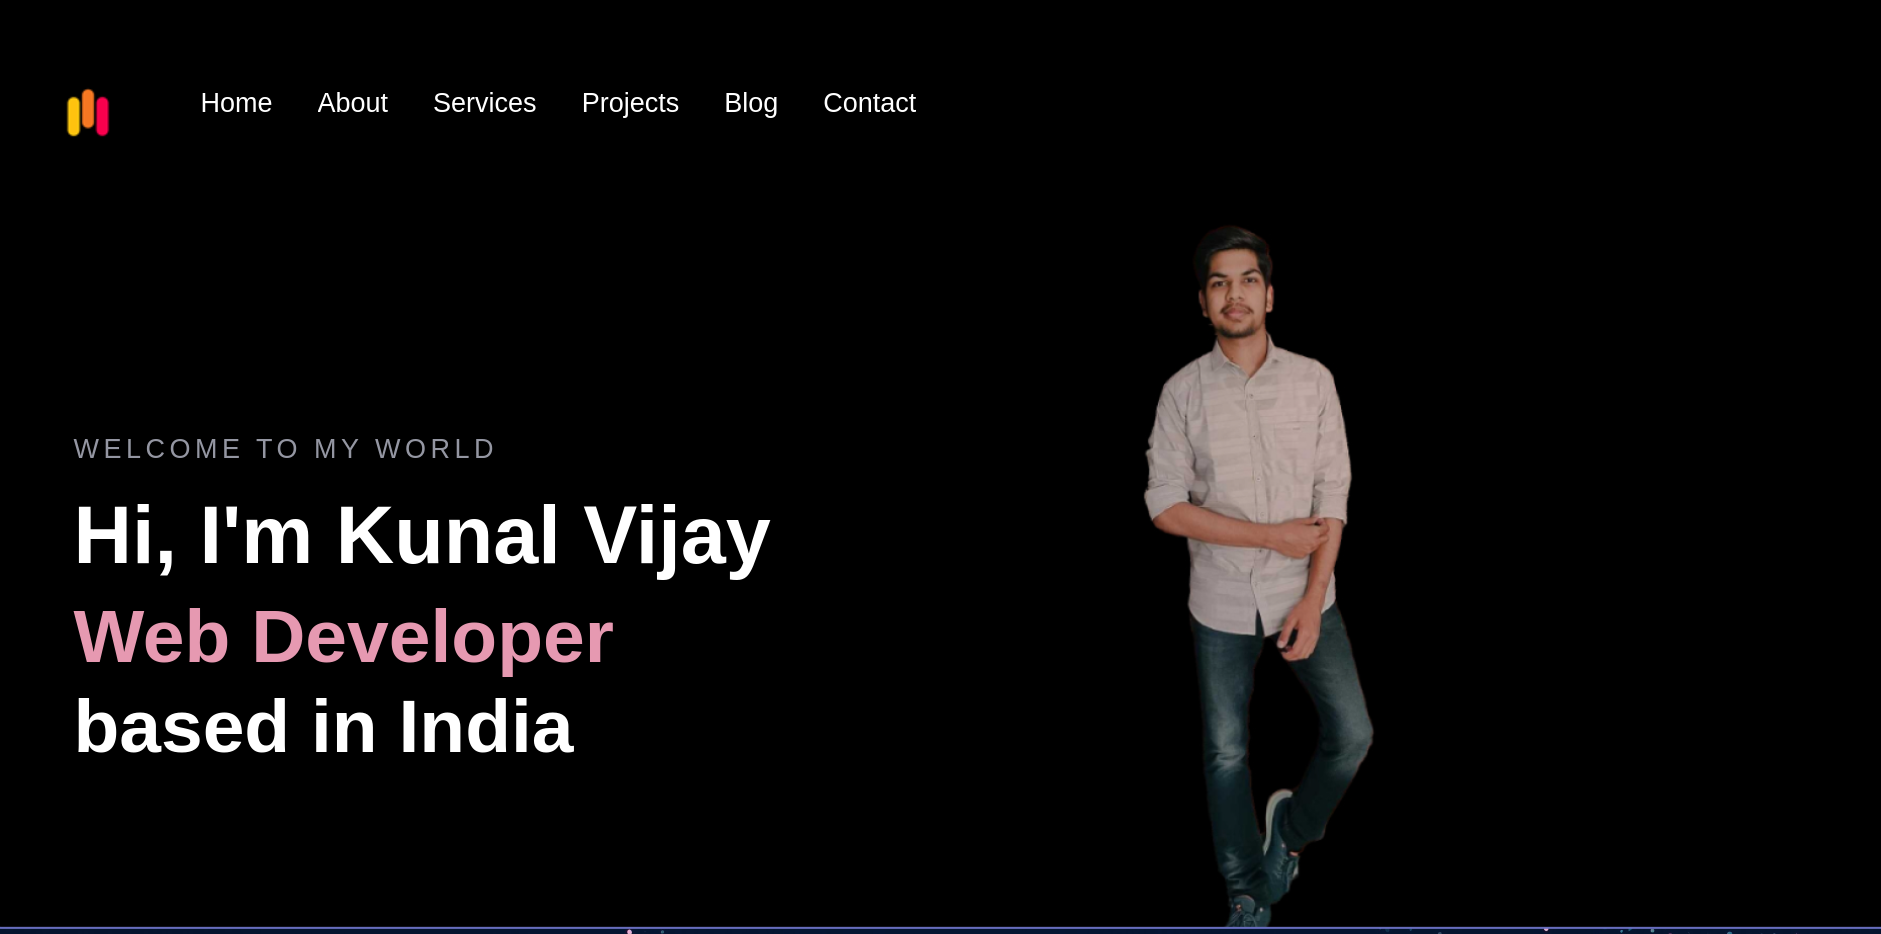 Home About Services Projects Blog Contact
WELCOME TO MY WORLD
Hi, I'm Kunal Vijay
Web Developer
based in India